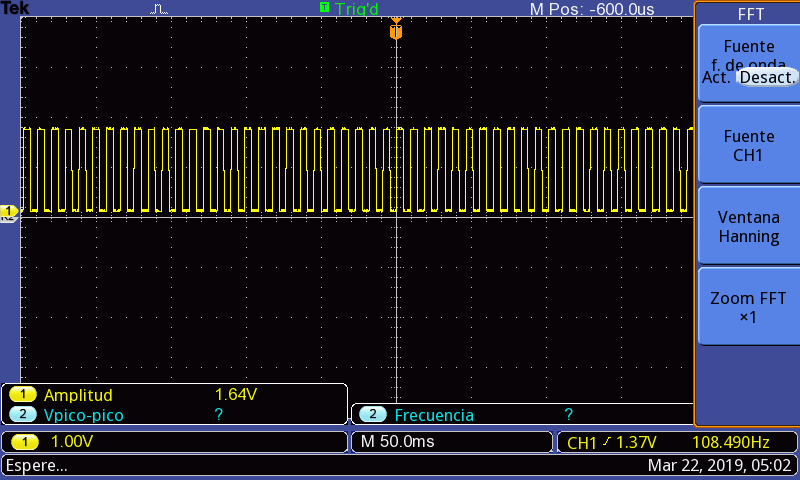 Tek
T Trig'd
M Pos: -600.0us
FFT
T
Fuente
f. de onda
Act. Desact.
Fuente
CH1
Ventana
Hanning
Zoom FFT
×1
1
1 Amplitud 1.64V
2 Vpico-pico ?
2 Frecuencia ?
1 1.00V
M 50.0ms
CH1 1.37V 108.490Hz
Espere...
Mar 22, 2019, 05:02